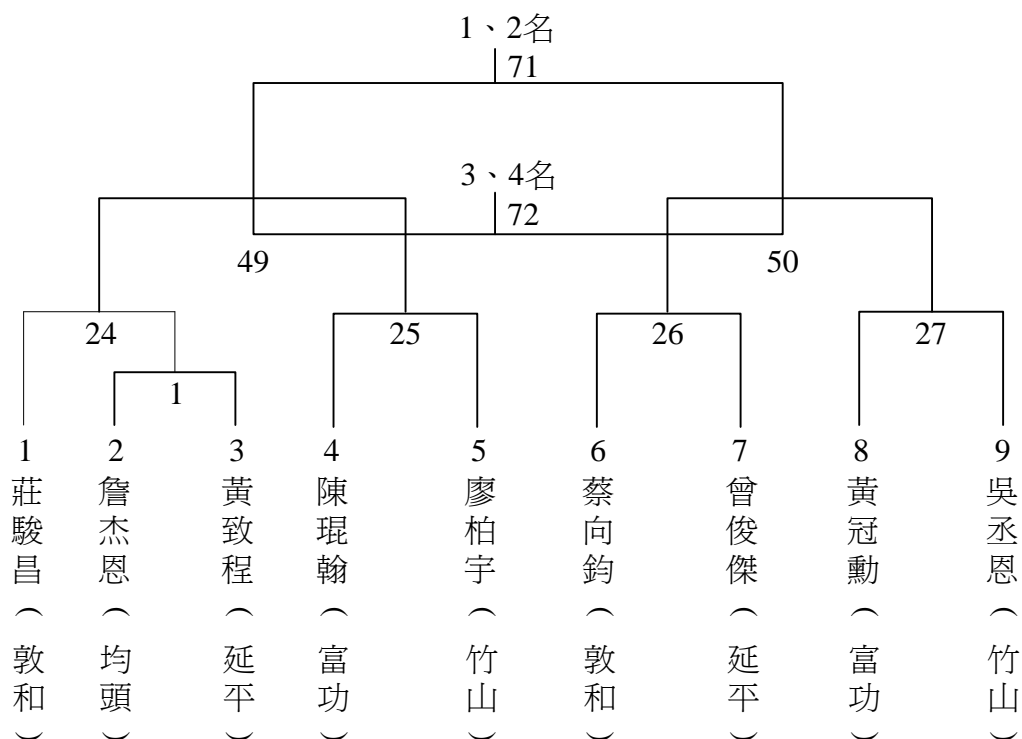 1、2名
71
3、4名
72
49
50
24
25
26
27
1
1
莊駿昌（敦和）
2
詹杰恩（均頭）
3
黃致程（延平）
4
陳琨翰（富功）
5
廖柏宇（竹山）
6
蔡向鈞（敦和）
7
曾俊傑（延平）
8
黃冠勳（富功）
9
吳丞恩（竹山）